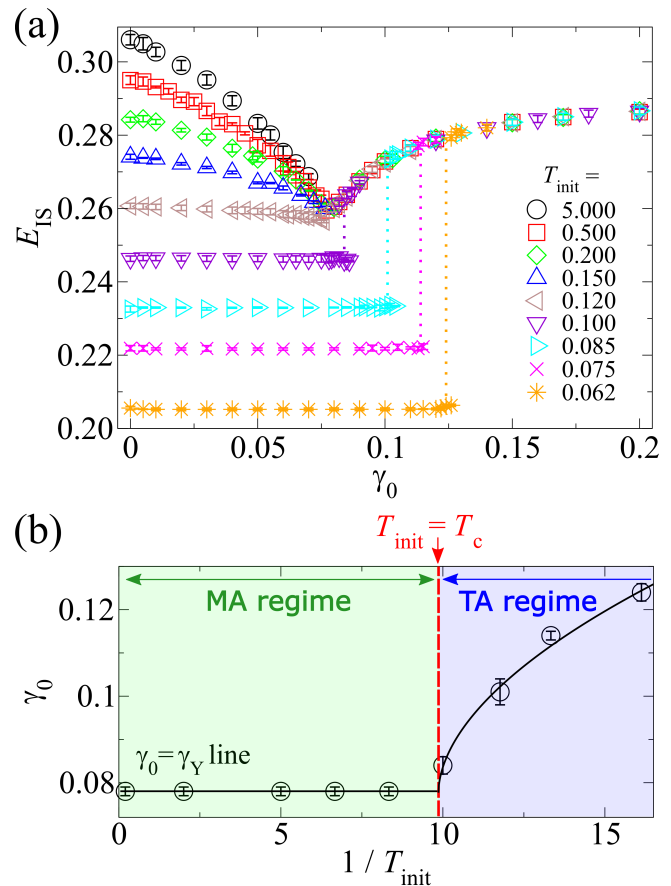 (a)
0.30
0.28
0.26
0.24
0.22
0.20
E_IS
0
0.05
0.1
0.15
0.2
γ₀
T_init =
5.000
0.500
0.200
0.150
0.120
0.100
0.085
0.075
0.062
(b)
T_init = T_c
MA regime
TA regime
0.12
0.1
0.08
γ₀
γ₀ = γ_Y line
0
5
10
15
1 / T_init